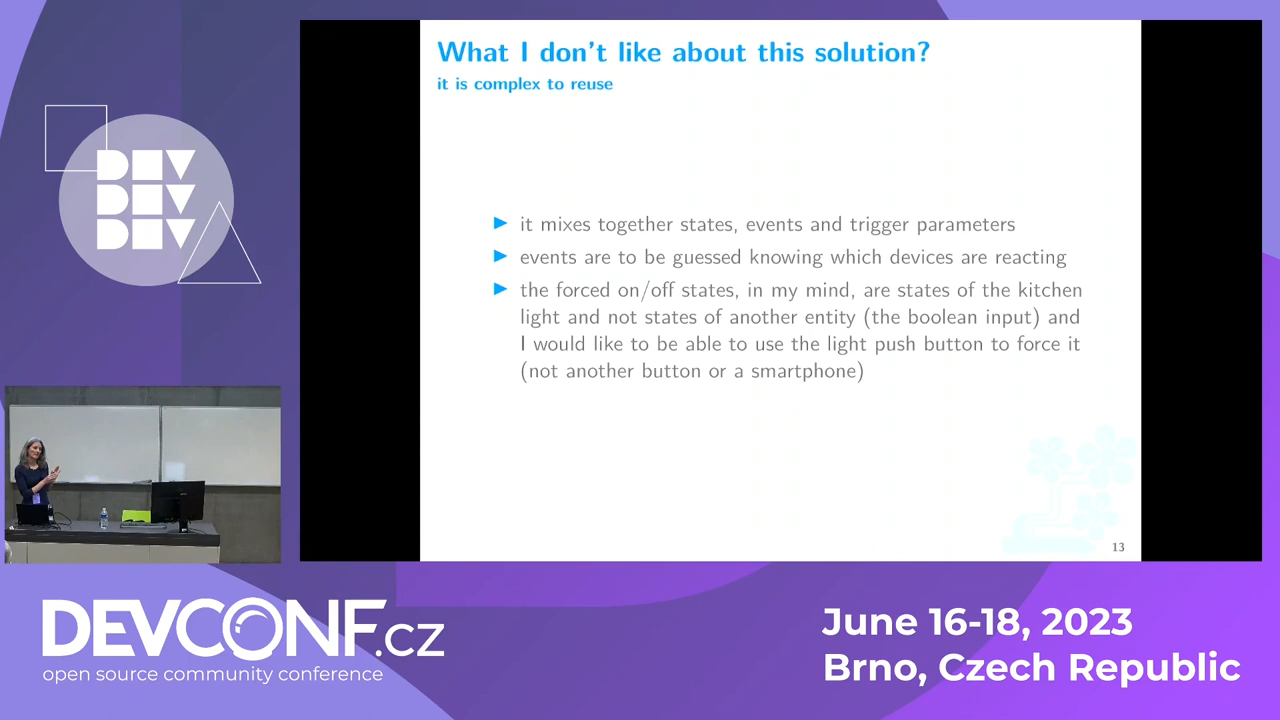 What I don't like about this solution?
it is complex to reuse
it mixes together states, events and trigger parameters
events are to be guessed knowing which devices are reacting
the forced on/off states, in my mind, are states of the kitchen
light and not states of another entity (the boolean input) and
I would like to be able to use the light push button to force it
(not another button or a smartphone)
13
DEV
DEV
DEV
DEVCONF.cz
open source community conference
June 16-18, 2023
Brno, Czech Republic